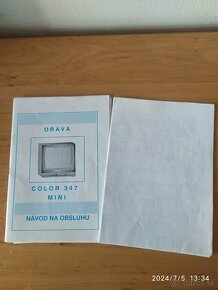 ORAVA
COLOR 347
MINI
NÁVOD NA OBSLUHU
2024/7/5. 13:34